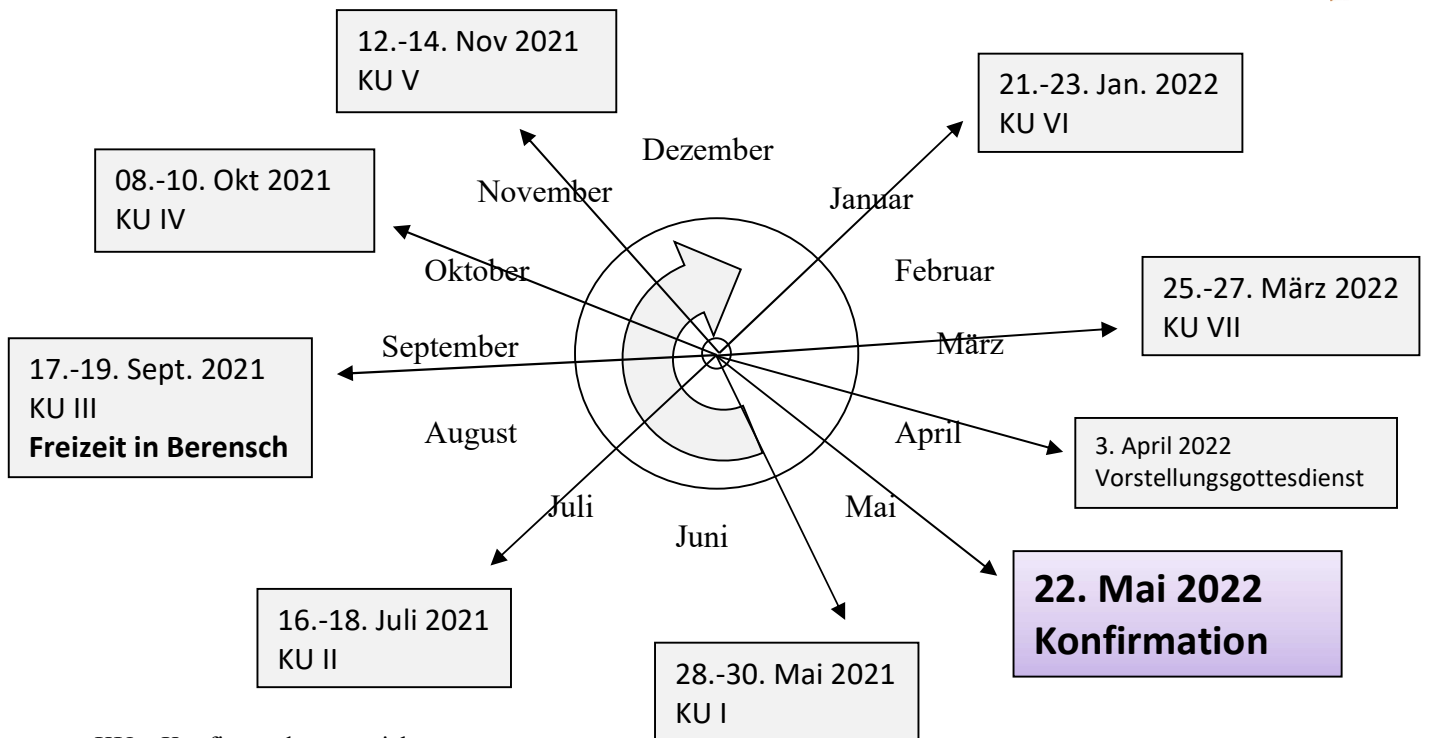 12.-14. Nov 2021
KU V
21.-23. Jan. 2022
KU VI
Dezember
08.-10. Okt 2021
KU IV
November
Januar
Oktober
Februar
25.-27. März 2022
KU VII
September
März
17.-19. Sept. 2021
KU III
Freizeit in Berensch
August
April
3. April 2022
Vorstellungsgottesdienst
Juli
Mai
Juni
22. Mai 2022
Konfirmation
16.-18. Juli 2021
KU II
28.-30. Mai 2021
KU I